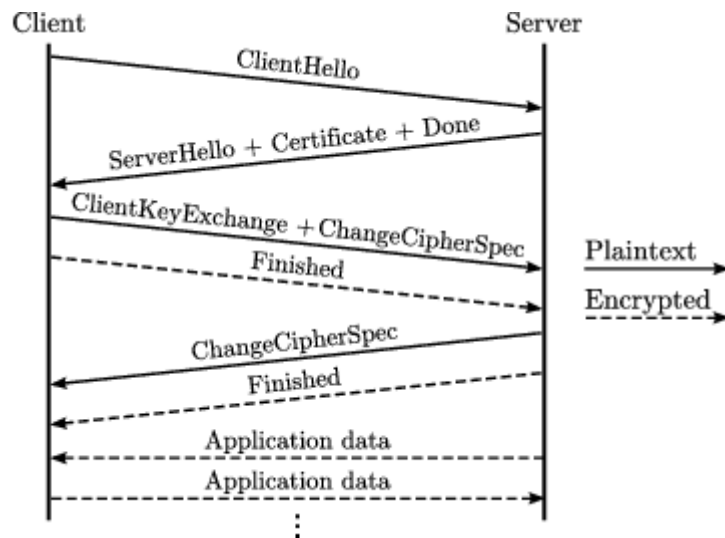 Client
Server
ClientHello
ServerHello + Certificate + Done
ClientKeyExchange + ChangeCipherSpec
Finished
Plaintext
Encrypted
ChangeCipherSpec
Finished
Application data
Application data